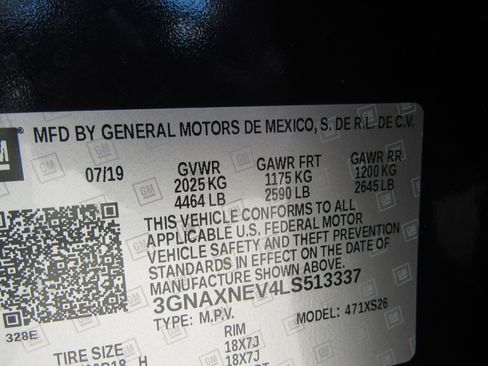 GM ® MFD BY GENERAL MOTORS DE MEXICO, S. DE R.L. DE C.V.
07/19 GVWR GAWR FRT GAWR RR
2025 KG 1175 KG 1200 KG
4464 LB 2590 LB 2645 LB
THIS VEHICLE CONFORMS TO ALL
APPLICABLE U.S. FEDERAL MOTOR
VEHICLE SAFETY AND THEFT PREVENTION
STANDARDS IN EFFECT ON THE DATE OF
MANUFACTURE SHOWN ABOVE.
3GNAXNEV4LS513337
TYPE: M.P.V. MODEL: 471XS26
328E
TIRE SIZE RIM
H 18X7J
18X7J